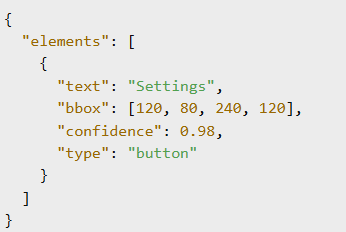 {
  "elements": [
    {
      "text": "Settings",
      "bbox": [120, 80, 240, 120],
      "confidence": 0.98,
      "type": "button"
    }
  ]
}